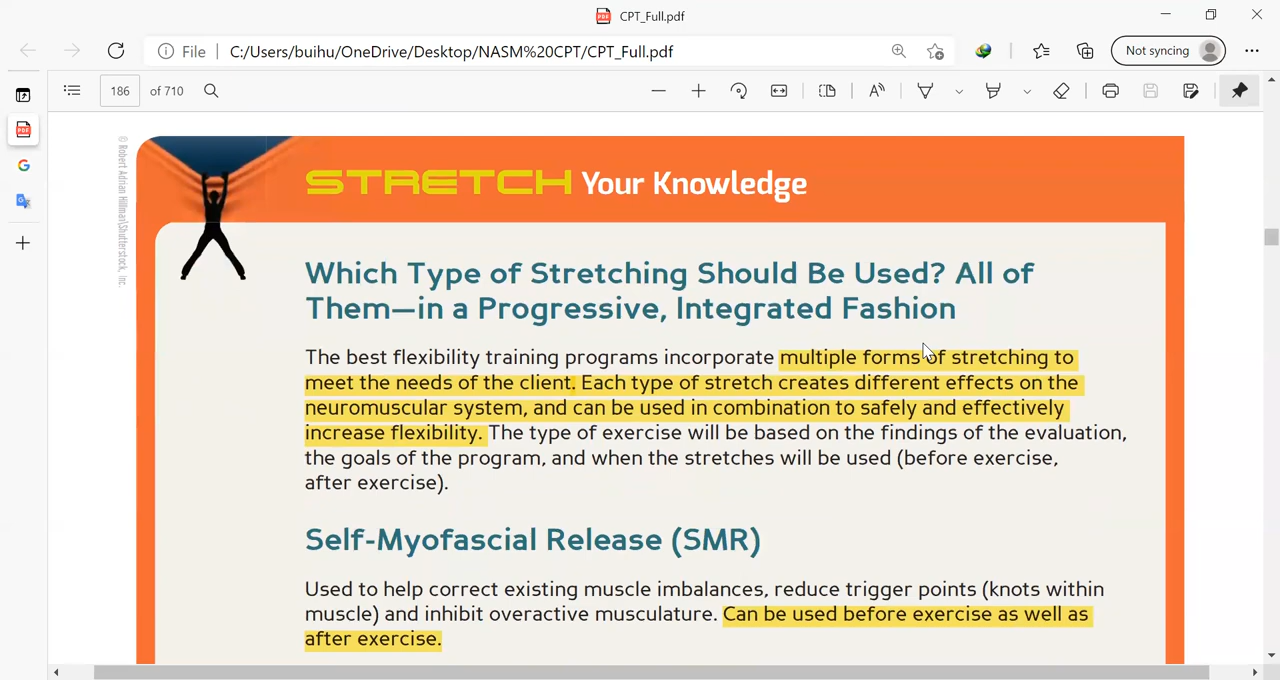 CPT_Full.pdf
File C:/Users/buihu/OneDrive/Desktop/NASM%20CPT/CPT_Full.pdf Not syncing
186 of 710
© Robert Adrian Hillman\Shutterstock, Inc.
STRETCH Your Knowledge
Which Type of Stretching Should Be Used? All of
Them—in a Progressive, Integrated Fashion
The best flexibility training programs incorporate multiple forms of stretching to
meet the needs of the client. Each type of stretch creates different effects on the
neuromuscular system, and can be used in combination to safely and effectively
increase flexibility. The type of exercise will be based on the findings of the evaluation,
the goals of the program, and when the stretches will be used (before exercise,
after exercise).
Self-Myofascial Release (SMR)
Used to help correct existing muscle imbalances, reduce trigger points (knots within
muscle) and inhibit overactive musculature. Can be used before exercise as well as
after exercise.